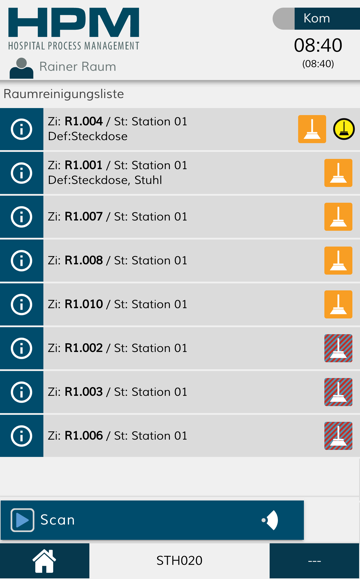 HPM
HOSPITAL PROCESS MANAGEMENT
Kom
08:40
(08:40)
Rainer Raum
Raumreinigungsliste
Zi: R1.004 / St: Station 01
Def:Steckdose
Zi: R1.001 / St: Station 01
Def:Steckdose, Stuhl
Zi: R1.007 / St: Station 01
Zi: R1.008 / St: Station 01
Zi: R1.010 / St: Station 01
Zi: R1.002 / St: Station 01
Zi: R1.003 / St: Station 01
Zi: R1.006 / St: Station 01
Scan
STH020
---